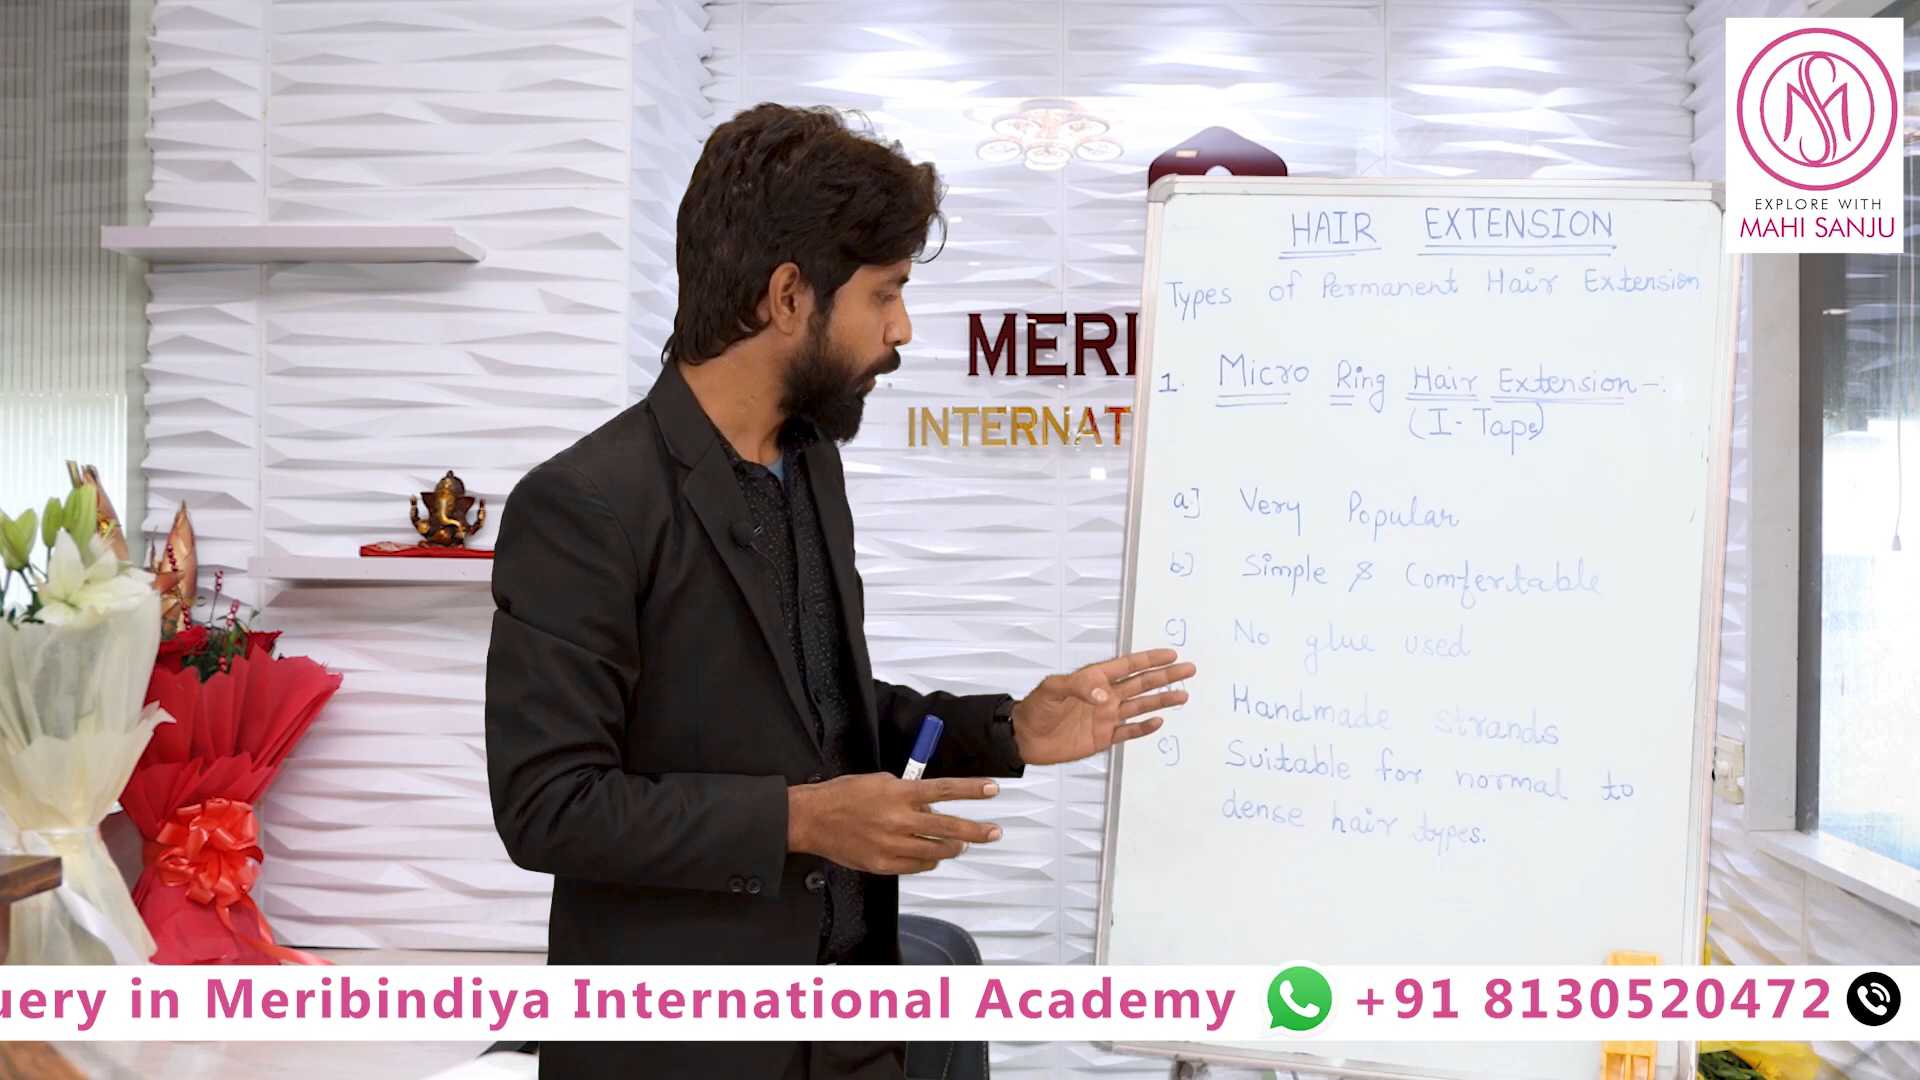 EXPLORE WITH
MAHI SANJU
HAIR EXTENSION
Types of Permanent Hair Extension
1. Micro Ring Hair Extension-:
(I-Tape)
a] Very Popular
b] Simple & Comfertable
c] No glue used
Handmade strands
e] Suitable for normal to
dense hair types.
MERI
INTERNAT
uery in Meribindiya International Academy +91 8130520472